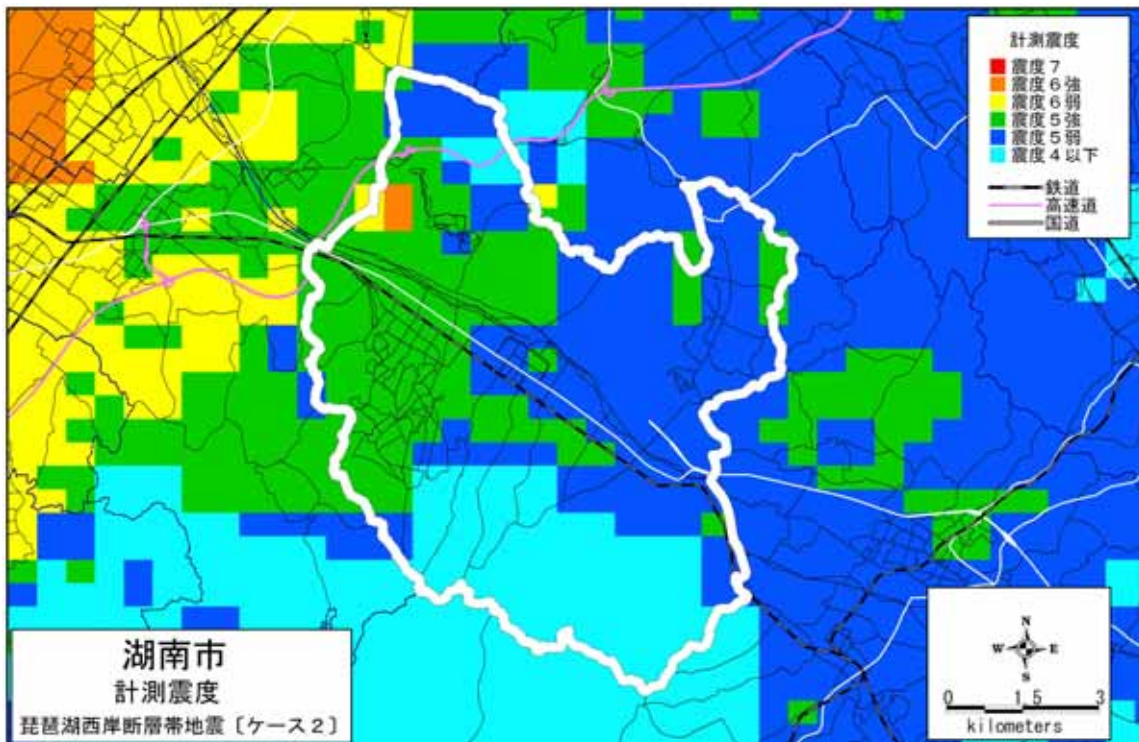 計測震度
震度7
震度6強
震度6弱
震度5強
震度5弱
震度4以下
鉄道
高速道
国道
湖南市
計測震度
琵琶湖西岸断層帯地震〔ケース2〕
N
W E
S
0 1.5 3
kilometers